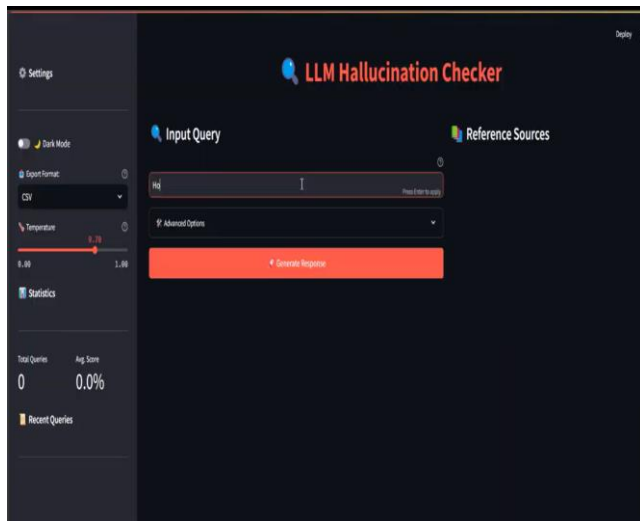 Deploy
Settings
Dark Mode
Export Format:
CSV
Temperature
0.70
0.00 1.00
Statistics
Total Queries Avg. Score
0 0.0%
Recent Queries
LLM Hallucination Checker
Input Query
Ho
Press Enter to apply
Advanced Options
Generate Response
Reference Sources